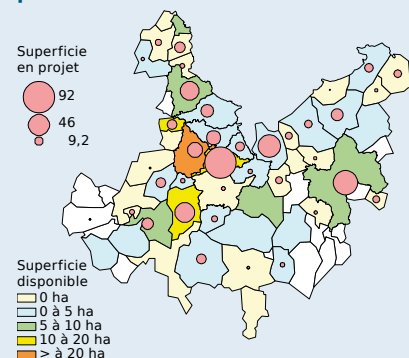 Superficie
en projet
92
46
9,2
Superficie
disponible
0 ha
0 à 5 ha
5 à 10 ha
10 à 20 ha
> à 20 ha